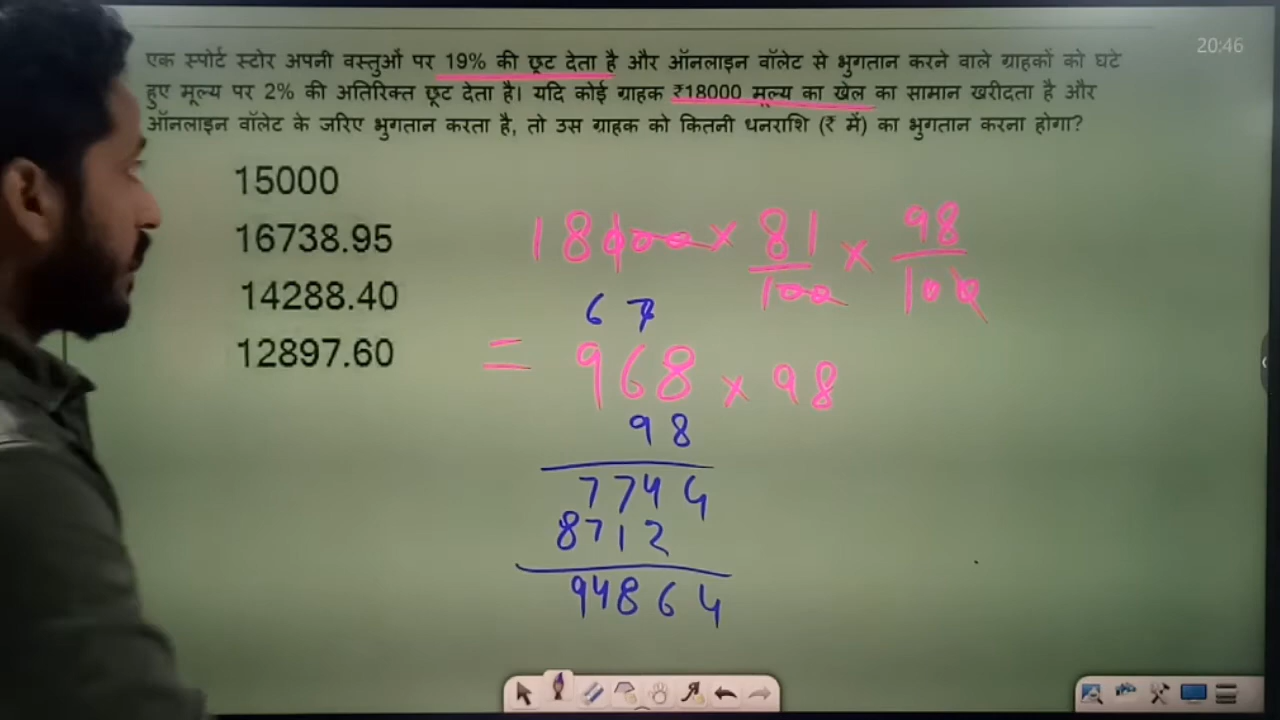 20:46
एक स्पोर्ट स्टोर अपनी वस्तुओं पर 19% की छूट देता है और ऑनलाइन वॉलेट से भुगतान करने वाले ग्राहकों को घटे
हुए मूल्य पर 2% की अतिरिक्त छूट देता है। यदि कोई ग्राहक ₹18000 मूल्य का खेल का सामान खरीदता है और
ऑनलाइन वॉलेट के जरिए भुगतान करता है, तो उस ग्राहक को कितनी धनराशि (₹ में) का भुगतान करना होगा?
15000
16738.95
14288.40
12897.60
18000 × 81/100 × 98/100
6 7
= 968 × 98
98
7744
8712
94864